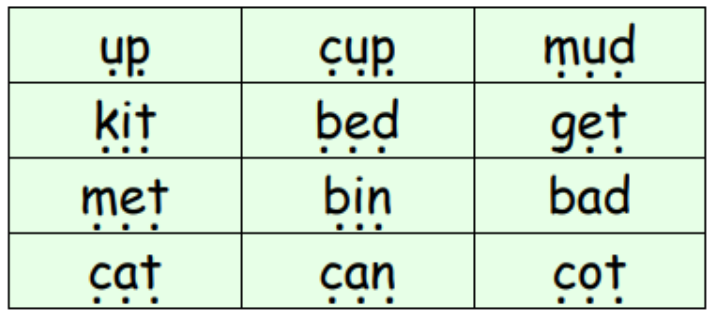 up cup mud
kit bed get
met bin bad
cat can cot